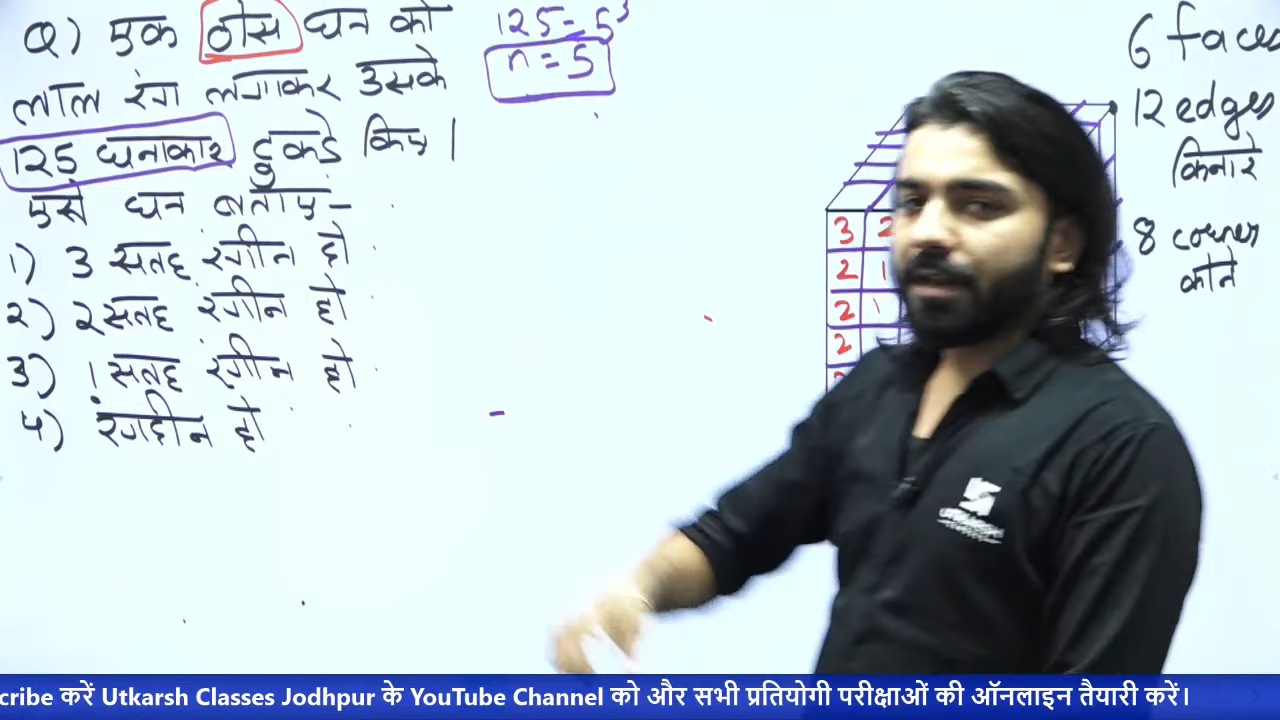 Q) एक ठोस घन को
लाल रंग लगाकर उसके
125 घनाकार टुकड़े किए |
एसे घन बताए-
1) 3 सतह रंगीन हो
2) 2 सतह रंगीन हो
3) 1 सतह रंगीन हो
4) रंगहीन हो
125 = 5³
n = 5
3 2
2 1
2 1
2
6 faces
12 edges
किनारे
8 corner
कोने
cribe करें Utkarsh Classes Jodhpur के YouTube Channel को और सभी प्रतियोगी परीक्षाओं की ऑनलाइन तैयारी करें।